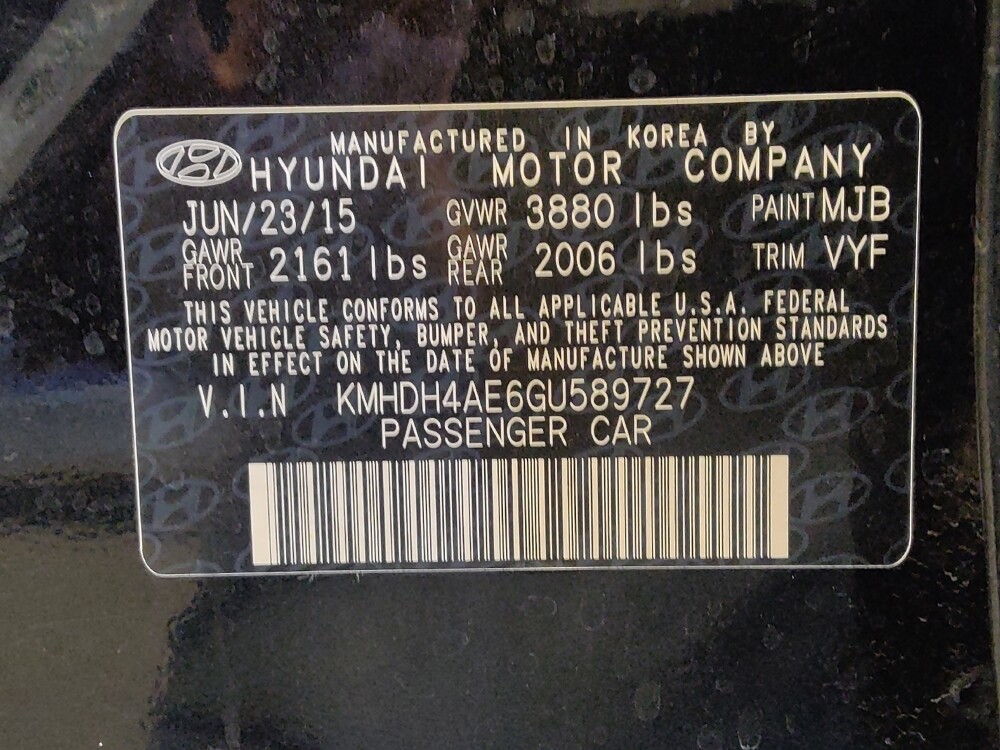 MANUFACTURED IN KOREA BY
HYUNDAI MOTOR COMPANY
JUN/23/15 GVWR 3880 lbs PAINT MJB
GAWR FRONT 2161 lbs GAWR REAR 2006 lbs TRIM VYF
THIS VEHICLE CONFORMS TO ALL APPLICABLE U.S.A. FEDERAL
MOTOR VEHICLE SAFETY, BUMPER, AND THEFT PREVENTION STANDARDS
IN EFFECT ON THE DATE OF MANUFACTURE SHOWN ABOVE
V.I.N KMHDH4AE6GU589727
PASSENGER CAR